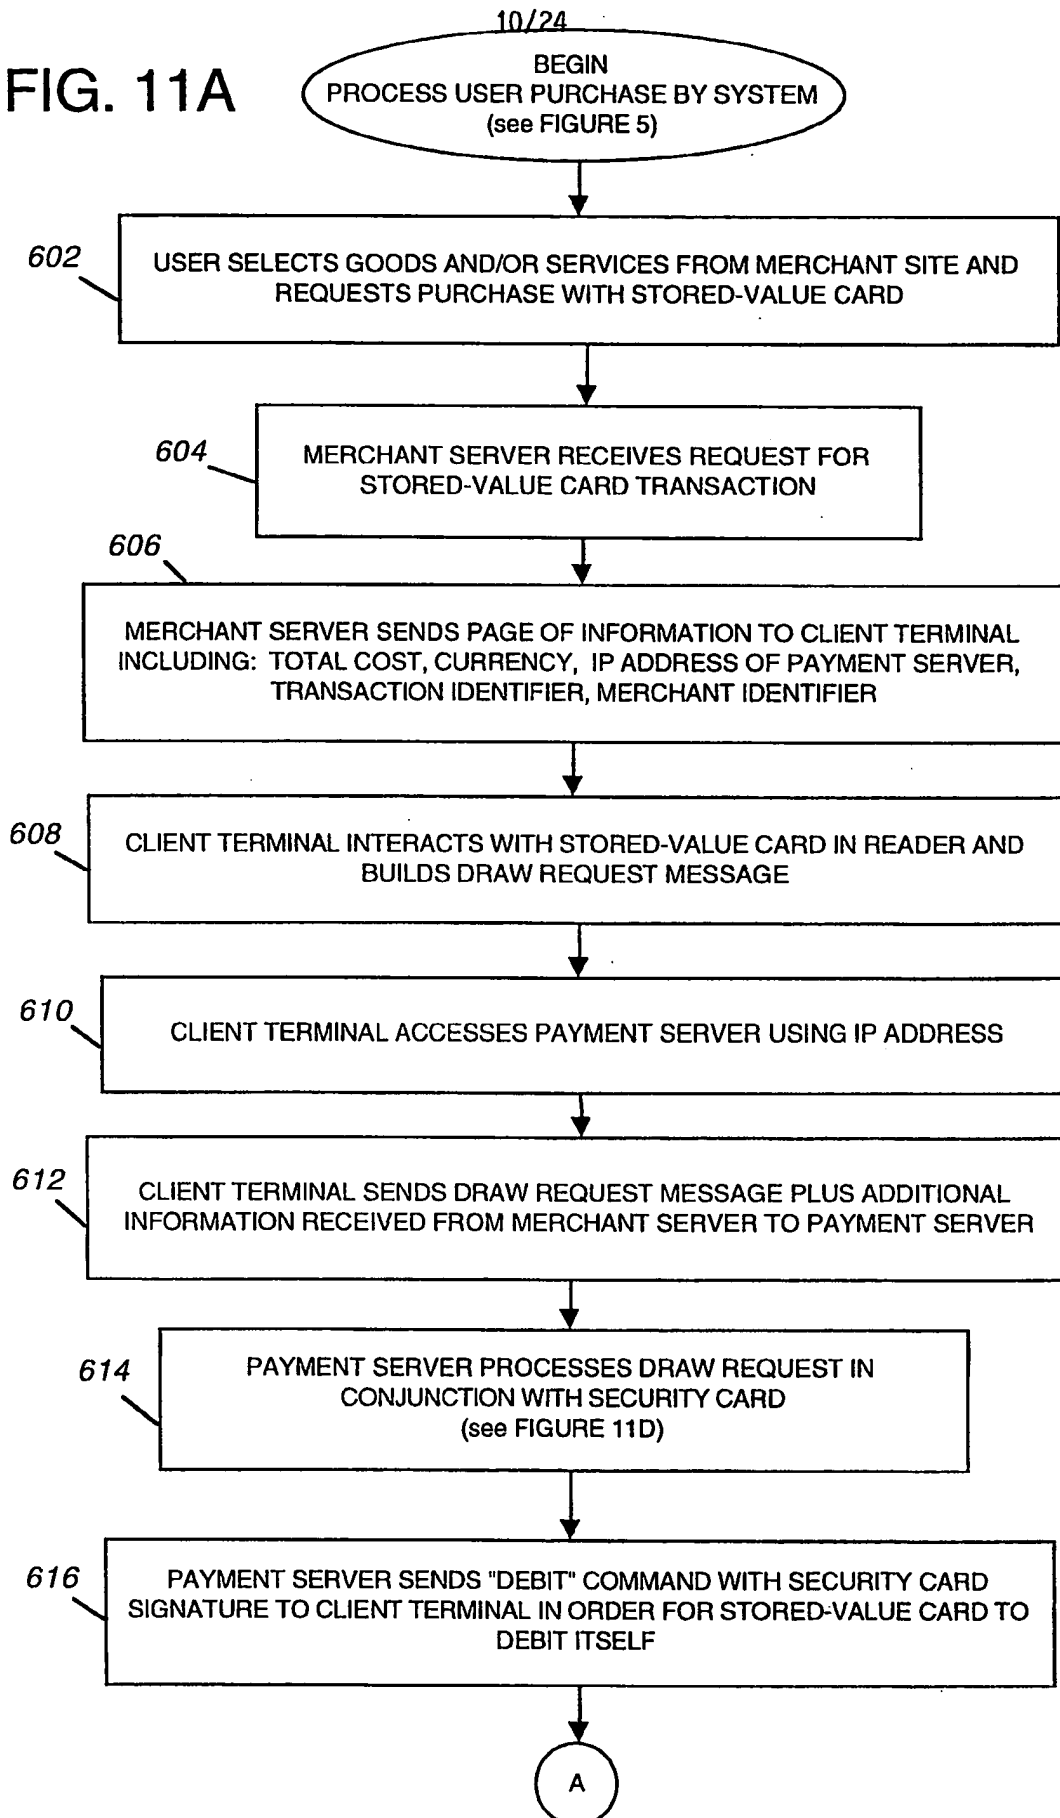 10/24
FIG. 11A
BEGIN
PROCESS USER PURCHASE BY SYSTEM
(see FIGURE 5)
602
USER SELECTS GOODS AND/OR SERVICES FROM MERCHANT SITE AND
REQUESTS PURCHASE WITH STORED-VALUE CARD
604
MERCHANT SERVER RECEIVES REQUEST FOR
STORED-VALUE CARD TRANSACTION
606
MERCHANT SERVER SENDS PAGE OF INFORMATION TO CLIENT TERMINAL
INCLUDING: TOTAL COST, CURRENCY, IP ADDRESS OF PAYMENT SERVER,
TRANSACTION IDENTIFIER, MERCHANT IDENTIFIER
608
CLIENT TERMINAL INTERACTS WITH STORED-VALUE CARD IN READER AND
BUILDS DRAW REQUEST MESSAGE
610
CLIENT TERMINAL ACCESSES PAYMENT SERVER USING IP ADDRESS
612
CLIENT TERMINAL SENDS DRAW REQUEST MESSAGE PLUS ADDITIONAL
INFORMATION RECEIVED FROM MERCHANT SERVER TO PAYMENT SERVER
614
PAYMENT SERVER PROCESSES DRAW REQUEST IN
CONJUNCTION WITH SECURITY CARD
(see FIGURE 11D)
616
PAYMENT SERVER SENDS "DEBIT" COMMAND WITH SECURITY CARD
SIGNATURE TO CLIENT TERMINAL IN ORDER FOR STORED-VALUE CARD TO
DEBIT ITSELF
A